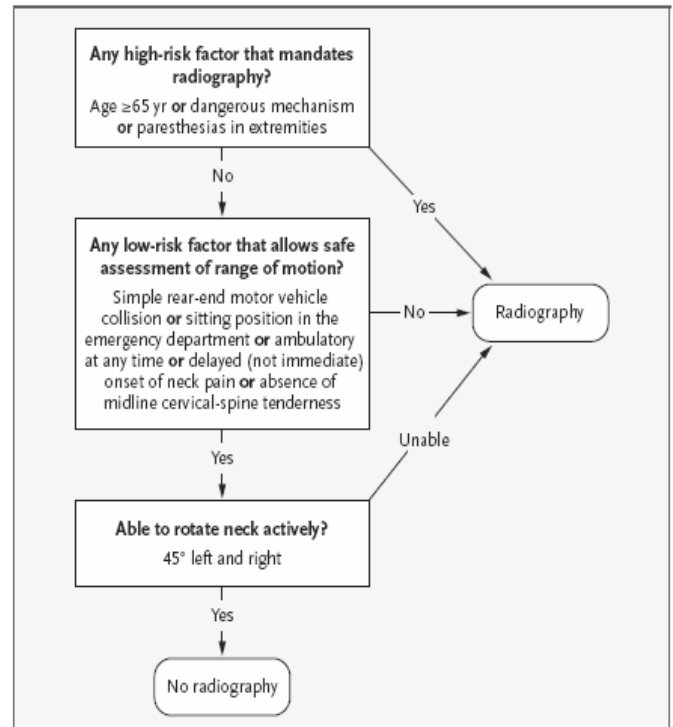 Any high-risk factor that mandates
radiography?
Age ≥65 yr or dangerous mechanism
or paresthesias in extremities
No
Yes
Any low-risk factor that allows safe
assessment of range of motion?
Simple rear-end motor vehicle
collision or sitting position in the
emergency department or ambulatory
at any time or delayed (not immediate)
onset of neck pain or absence of
midline cervical-spine tenderness
No
Radiography
Unable
Yes
Able to rotate neck actively?
45° left and right
Yes
No radiography